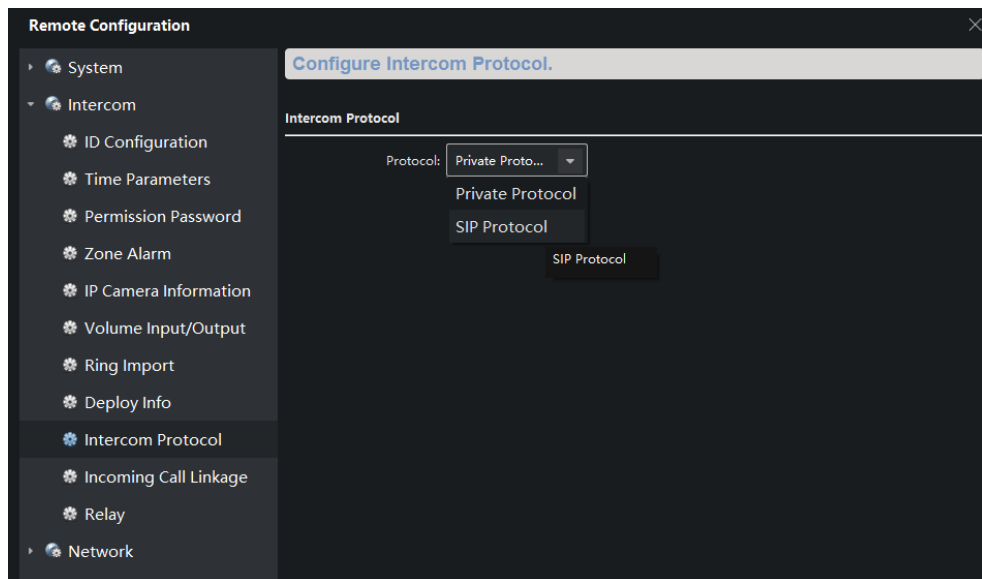 Remote Configuration
System
Intercom
ID Configuration
Time Parameters
Permission Password
Zone Alarm
IP Camera Information
Volume Input/Output
Ring Import
Deploy Info
Intercom Protocol
Incoming Call Linkage
Relay
Network
Configure Intercom Protocol.
Intercom Protocol
Protocol: Private Proto...
Private Protocol
SIP Protocol
SIP Protocol